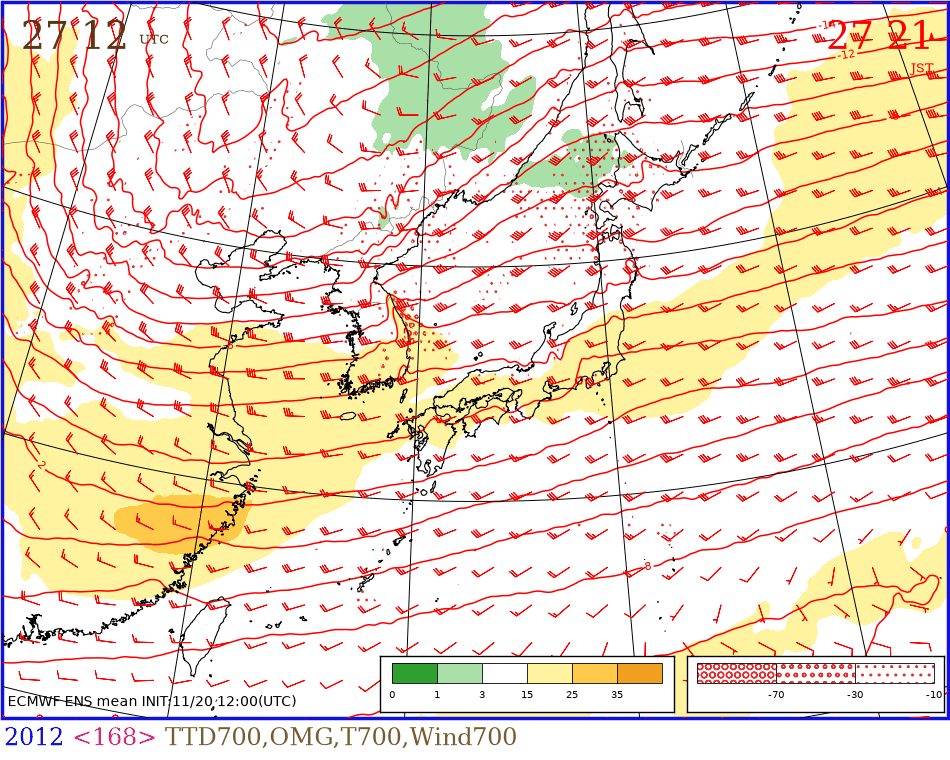 27 12 UTC
27 21
JST
-14
-12
2
8
0 1 3 15 25 35
-70 -30 -10
ECMWF ENS mean INIT:11/20 12:00(UTC)
2012 <168> TTD700,OMG,T700,Wind700